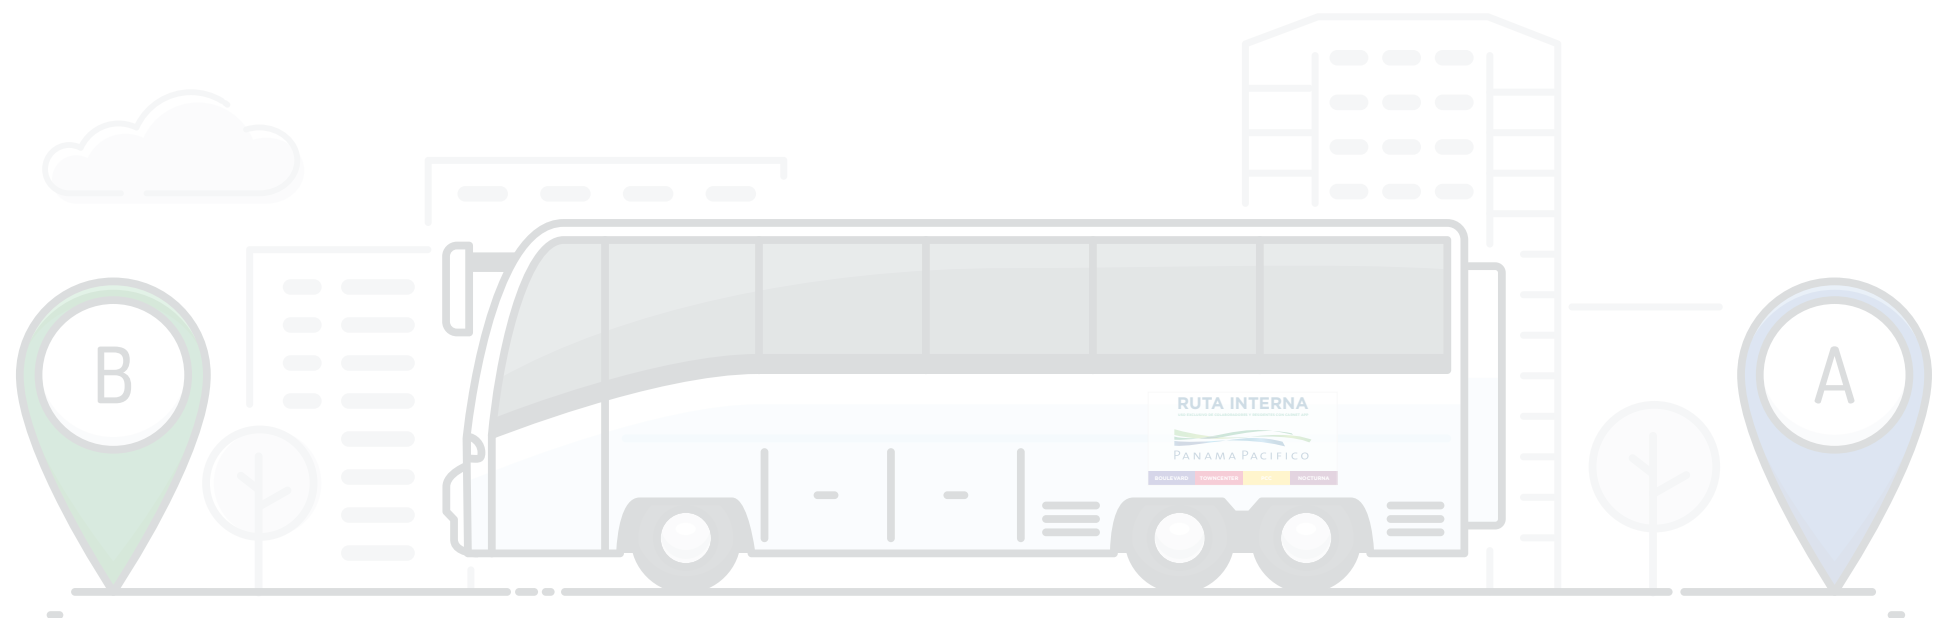 B
A
RUTA INTERNA
PANAMA PACIFICO
BOULEVARD TOWNCENTER NOCTURNA